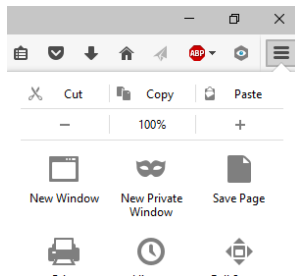 ABP
Cut Copy Paste
− 100% +
New Window New Private Save Page
Window